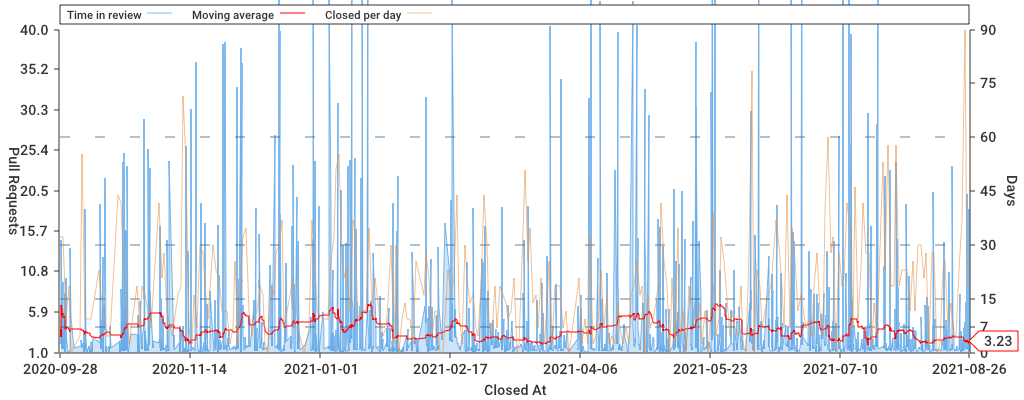 Time in review Moving average Closed per day
40.0 90
35.2 75
30.3
25.4 60
20.5 45
15.7 30
10.8
5.9 15
7
1.0 0
3.23
Pull Requests
Days
2020-09-28 2020-11-14 2021-01-01 2021-02-17 2021-04-06 2021-05-23 2021-07-10 2021-08-26
Closed At